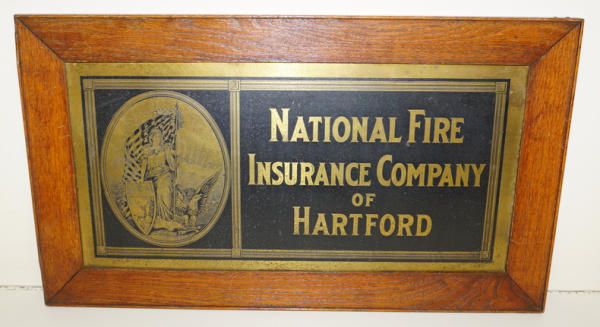 NATIONAL FIRE
INSURANCE COMPANY
OF
HARTFORD